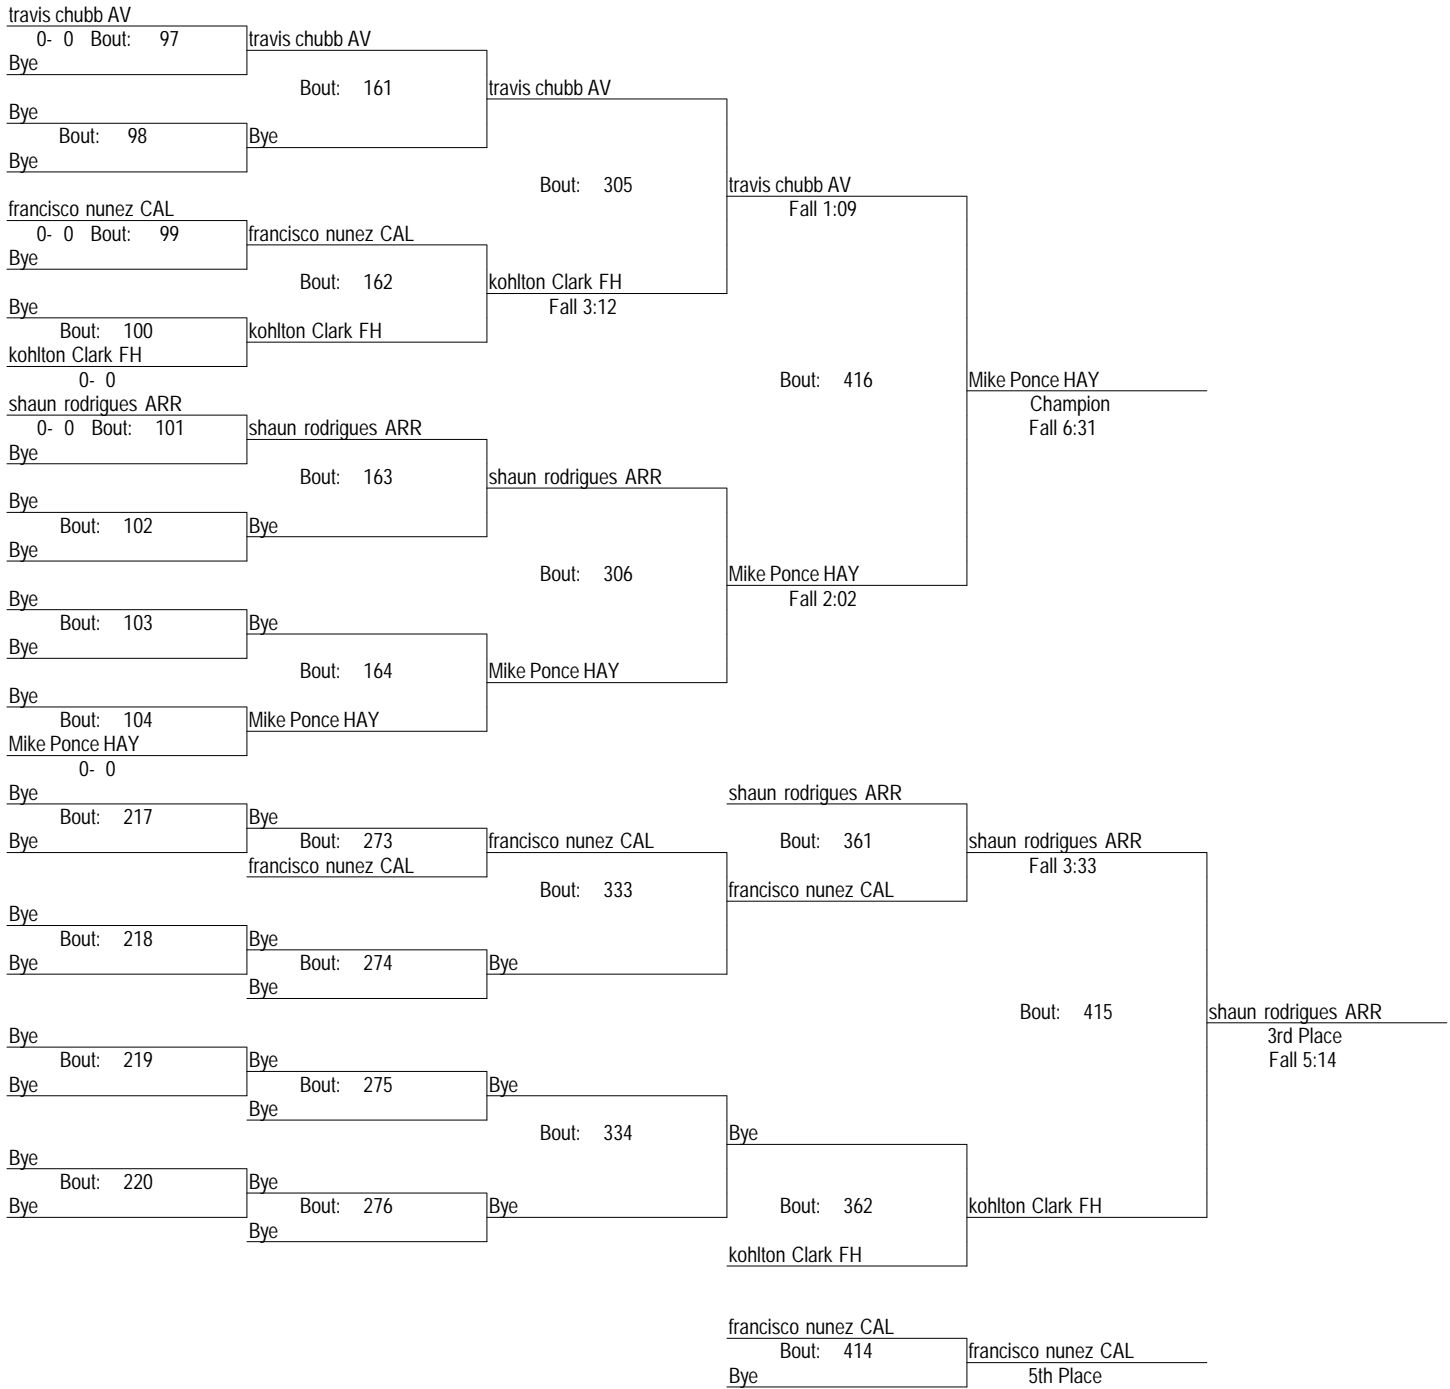 travis chubb AV
0- 0 Bout: 97
travis chubb AV
Bye
Bout: 161
travis chubb AV
Bye
Bout: 98
Bye
Bye
Bout: 305
travis chubb AV
Fall 1:09
francisco nunez CAL
0- 0 Bout: 99
francisco nunez CAL
Bye
Bout: 162
kohlton Clark FH
Fall 3:12
Bye
Bout: 100
kohlton Clark FH
kohlton Clark FH
0- 0
Bout: 416
Mike Ponce HAY
Champion
Fall 6:31
shaun rodrigues ARR
0- 0 Bout: 101
shaun rodrigues ARR
Bye
Bout: 163
shaun rodrigues ARR
Bye
Bout: 102
Bye
Bye
Bout: 306
Mike Ponce HAY
Fall 2:02
Bye
Bout: 103
Bye
Bye
Bout: 164
Mike Ponce HAY
Bye
Bout: 104
Mike Ponce HAY
Mike Ponce HAY
0- 0
Bye
Bout: 217
Bye
Bye
Bout: 273
francisco nunez CAL
francisco nunez CAL
shaun rodrigues ARR
Bout: 361
shaun rodrigues ARR
Fall 3:33
Bout: 333
francisco nunez CAL
Bye
Bout: 218
Bye
Bye
Bout: 274
Bye
Bye
Bout: 415
shaun rodrigues ARR
3rd Place
Fall 5:14
Bye
Bout: 219
Bye
Bye
Bout: 275
Bye
Bye
Bout: 334
Bye
Bye
Bout: 220
Bye
Bye
Bout: 276
Bye
Bye
Bout: 362
kohlton Clark FH
kohlton Clark FH
francisco nunez CAL
Bout: 414
francisco nunez CAL
Bye
5th Place